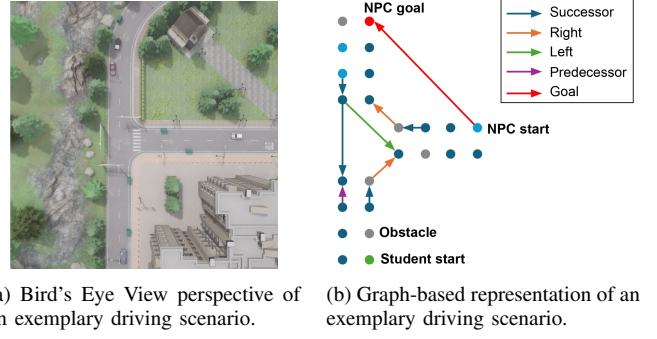 NPC goal
Successor
Right
Left
Predecessor
Goal
NPC start
Obstacle
Student start
a) Bird's Eye View perspective of
n exemplary driving scenario.
(b) Graph-based representation of an
exemplary driving scenario.